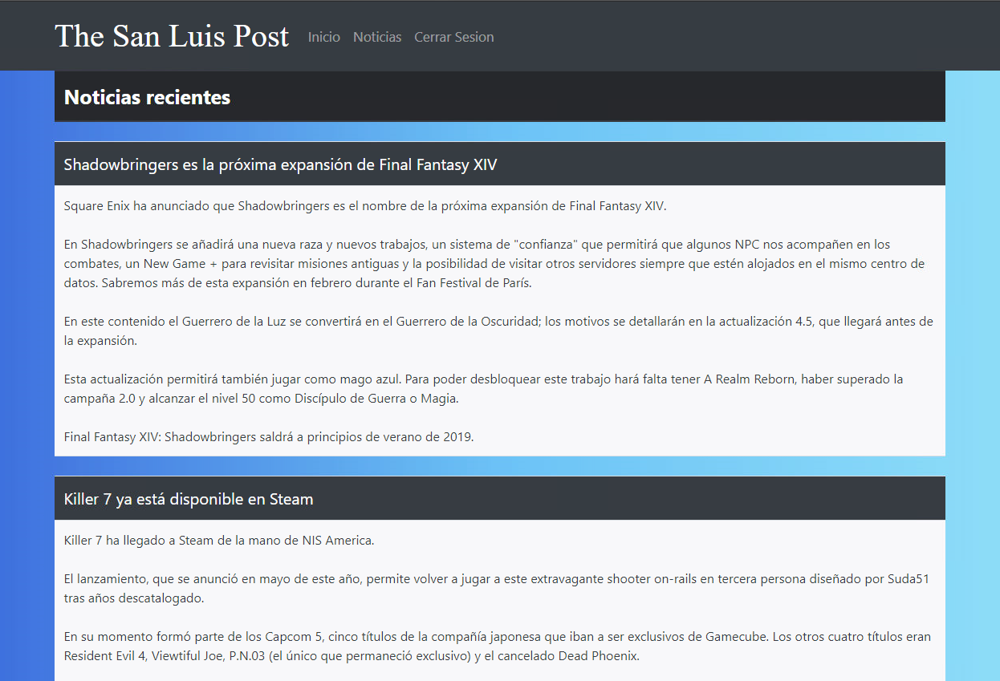 The San Luis Post Inicio Noticias Cerrar Sesion
Noticias recientes
Shadowbringers es la próxima expansión de Final Fantasy XIV
Square Enix ha anunciado que Shadowbringers es el nombre de la próxima expansión de Final Fantasy XIV.
En Shadowbringers se añadirá una nueva raza y nuevos trabajos, un sistema de "confianza" que permitirá que algunos NPC nos acompañen en los
combates, un New Game + para revisitar misiones antiguas y la posibilidad de visitar otros servidores siempre que estén alojados en el mismo centro de
datos. Sabremos más de esta expansión en febrero durante el Fan Festival de París.
En este contenido el Guerrero de la Luz se convertirá en el Guerrero de la Oscuridad; los motivos se detallarán en la actualización 4.5, que llegará antes de
la expansión.
Esta actualización permitirá también jugar como mago azul. Para poder desbloquear este trabajo hará falta tener A Realm Reborn, haber superado la
campaña 2.0 y alcanzar el nivel 50 como Discípulo de Guerra o Magia.
Final Fantasy XIV: Shadowbringers saldrá a principios de verano de 2019.
Killer 7 ya está disponible en Steam
Killer 7 ha llegado a Steam de la mano de NIS America.
El lanzamiento, que se anunció en mayo de este año, permite volver a jugar a este extravagante shooter on-rails en tercera persona diseñado por Suda51
tras años descatalogado.
En su momento formó parte de los Capcom 5, cinco títulos de la compañía japonesa que iban a ser exclusivos de Gamecube. Los otros cuatro títulos eran
Resident Evil 4, Viewtiful Joe, P.N.03 (el único que permaneció exclusivo) y el cancelado Dead Phoenix.